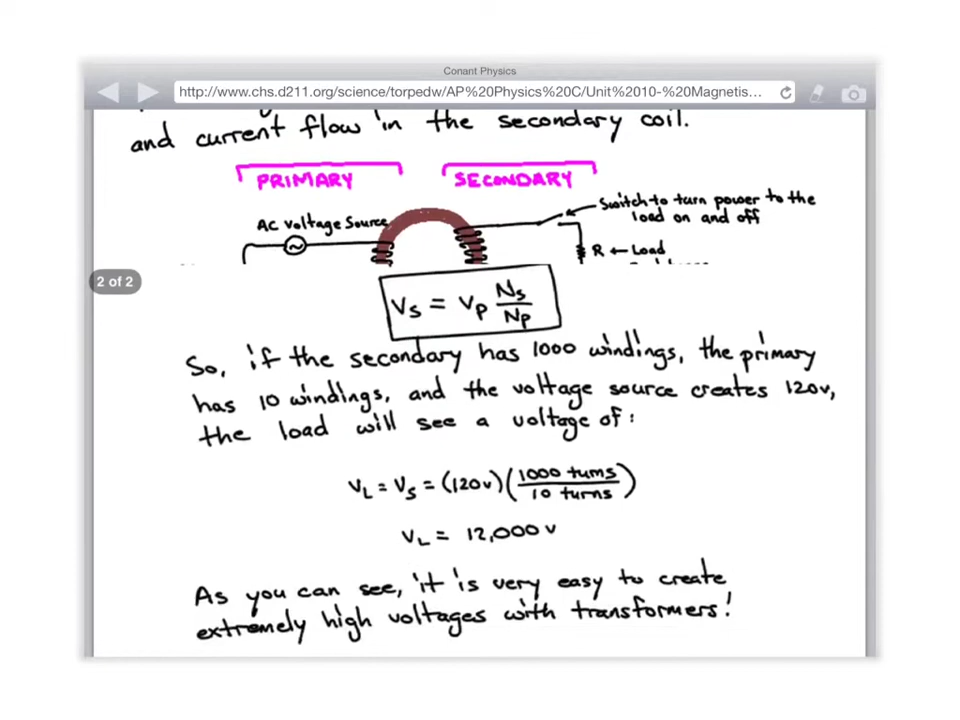 Conant Physics
http://www.chs.d211.org/science/torpedw/AP%20Physics%20C/Unit%2010-%20Magnetis...
and current flow in the secondary coil.
PRIMARY
SECONDARY
AC Voltage Source
Switch to turn power to the
load on and off
R ← Load
2 of 2
Vs = Vp Ns/Np
So, if the secondary has 1000 windings, the primary
has 10 windings, and the voltage source creates 120v,
the load will see a voltage of:
VL = Vs = (120v)(1000 turns/10 turns)
VL = 12,000 v
As you can see, it is very easy to create
extremely high voltages with transformers!